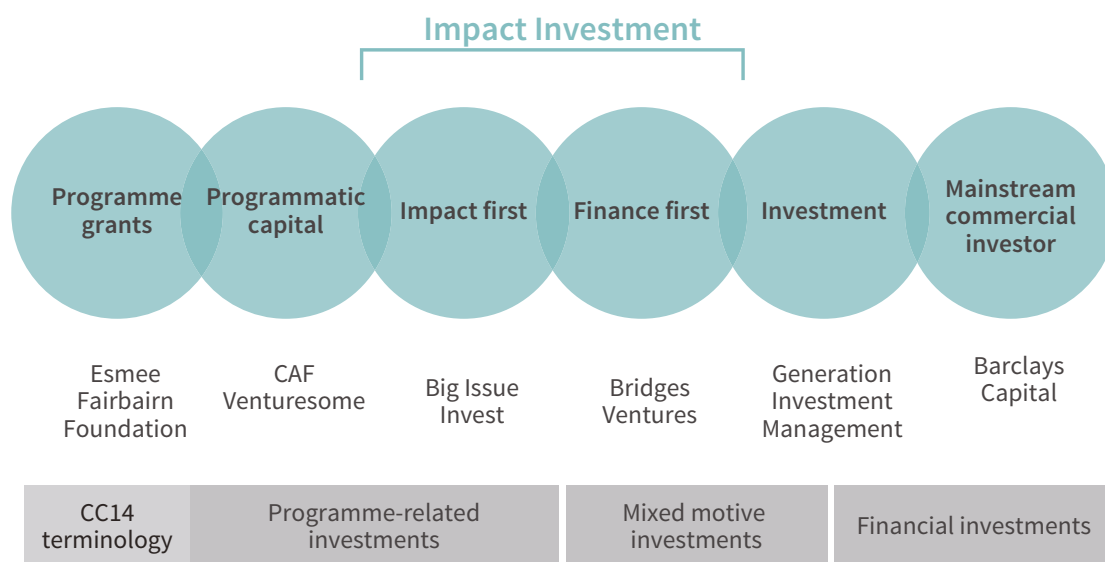 Impact Investment
Programme
grants
Programmatic
capital
Impact first
Finance first
Investment
Mainstream
commercial
investor
Esmee
Fairbairn
Foundation
CAF
Venturesome
Big Issue
Invest
Bridges
Ventures
Generation
Investment
Management
Barclays
Capital
CC14
terminology
Programme-related
investments
Mixed motive
investments
Financial investments